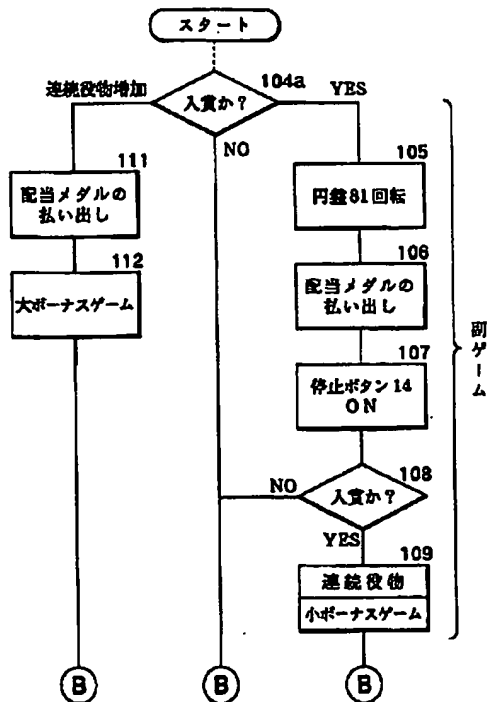 スタート
104a
連続役物増加
入賞か？
YES
NO
111
配当メダルの
払い出し
112
大ボーナスゲーム
105
円盤81回転
106
配当メダルの
払い出し
107
停止ボタン14
ON
108
NO
入賞か？
YES
109
連続役物
小ボーナスゲーム
副ゲーム
B
B
B